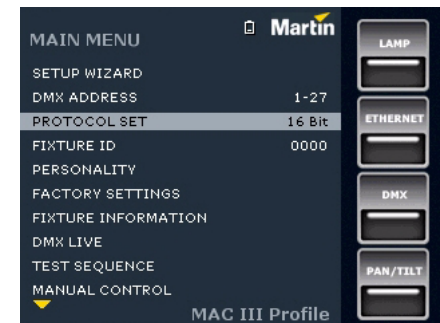 Martin
MAIN MENU
SETUP WIZARD
DMX ADDRESS 1-27
PROTOCOL SET 16 Bit
FIXTURE ID 0000
PERSONALITY
FACTORY SETTINGS
FIXTURE INFORMATION
DMX LIVE
TEST SEQUENCE
MANUAL CONTROL
MAC III Profile
LAMP
ETHERNET
DMX
PAN/TILT